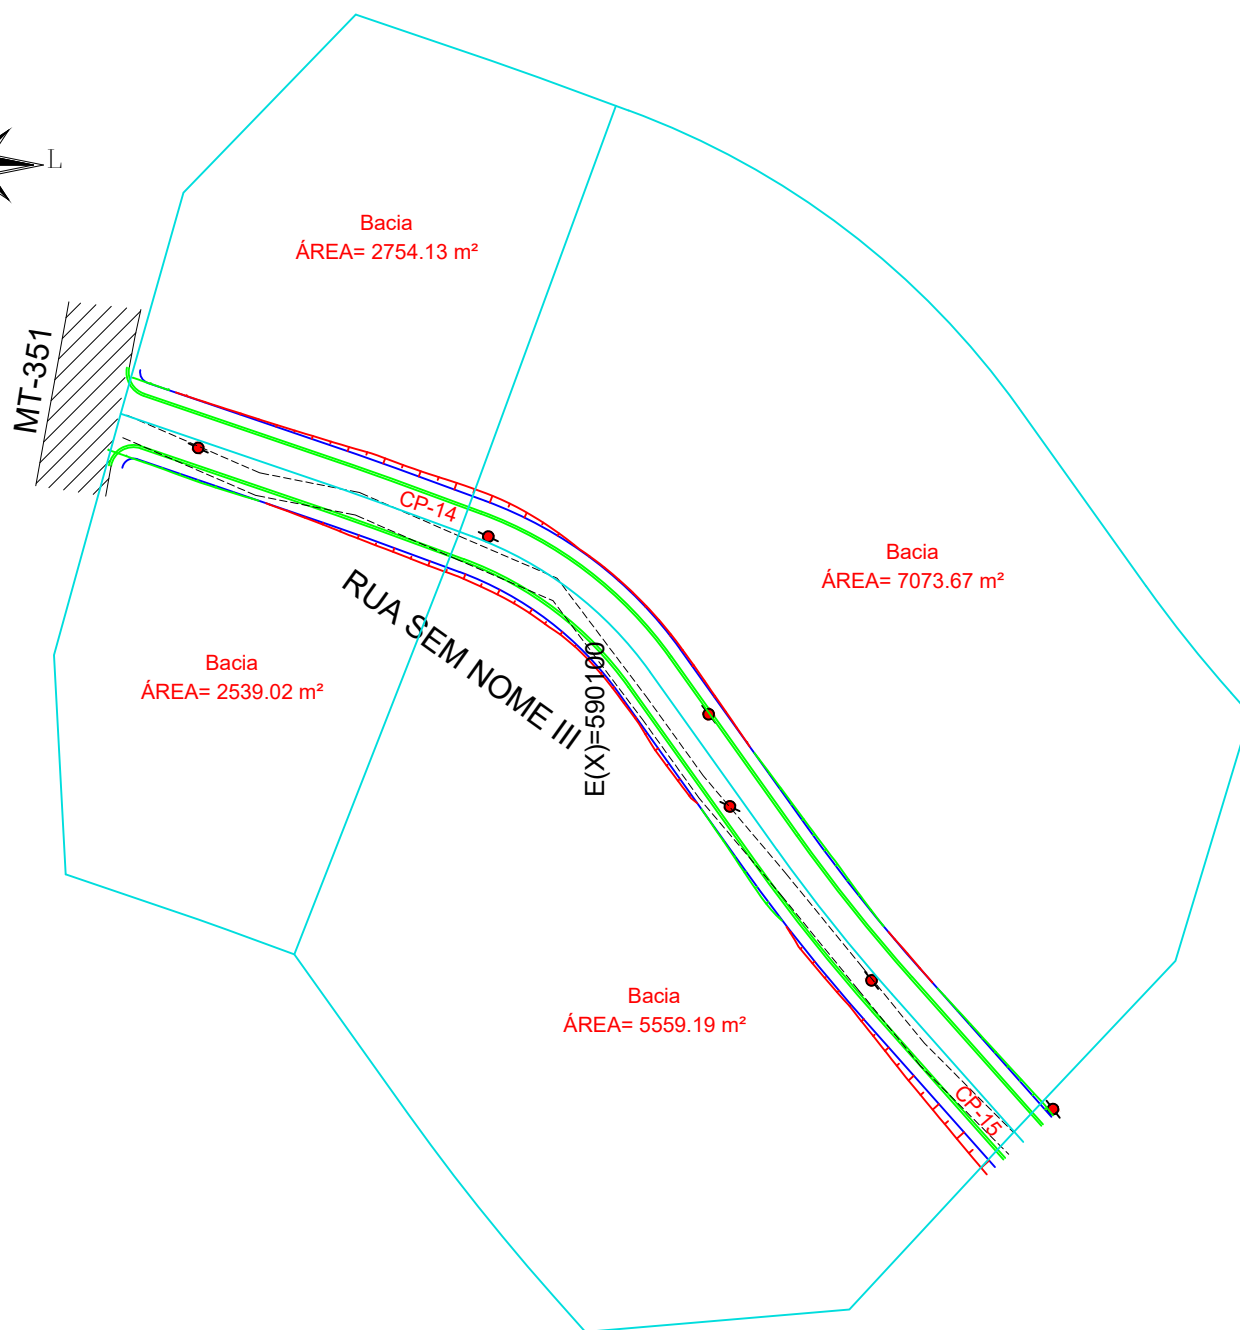 L
Bacia
ÁREA= 2754.13 m²
MT-351
CP-14
Bacia
ÁREA= 7073.67 m²
RUA SEM NOME III
E(X)=590100
Bacia
ÁREA= 2539.02 m²
Bacia
ÁREA= 5559.19 m²
CP-15